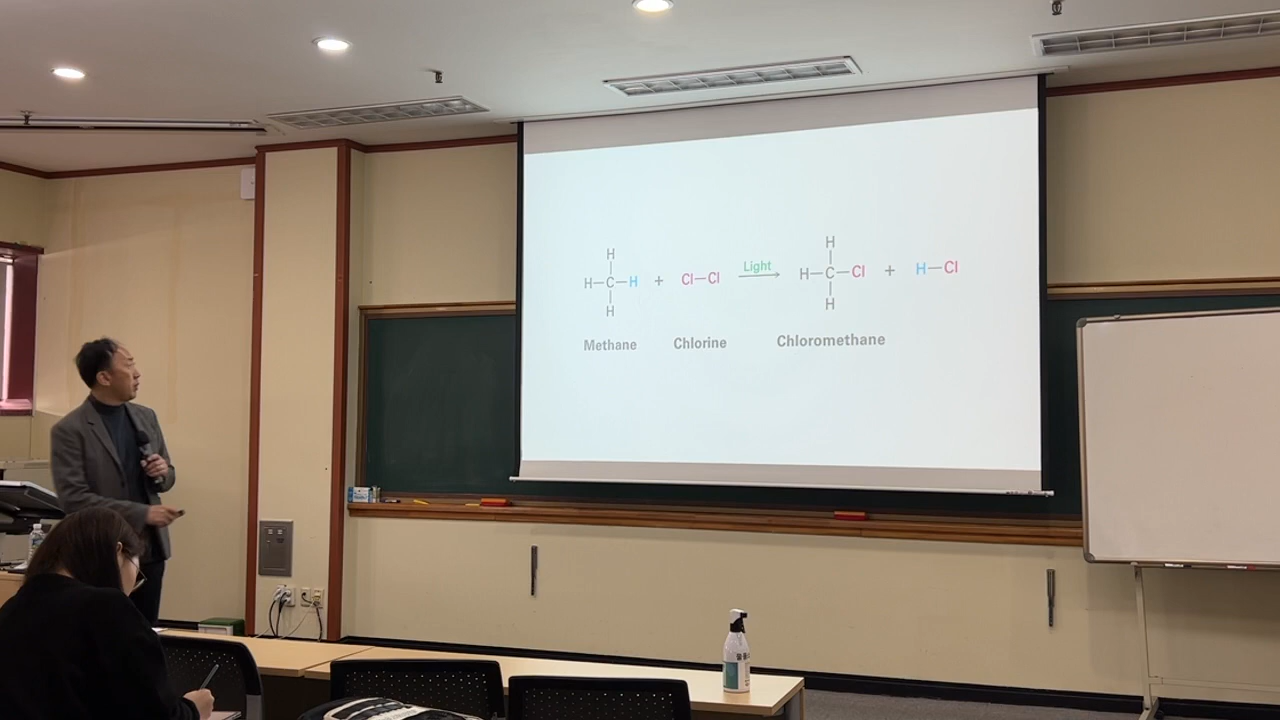 H
H–C–H + Cl–Cl Light → H–C–Cl + H–Cl
H
H
H
Methane Chlorine Chloromethane